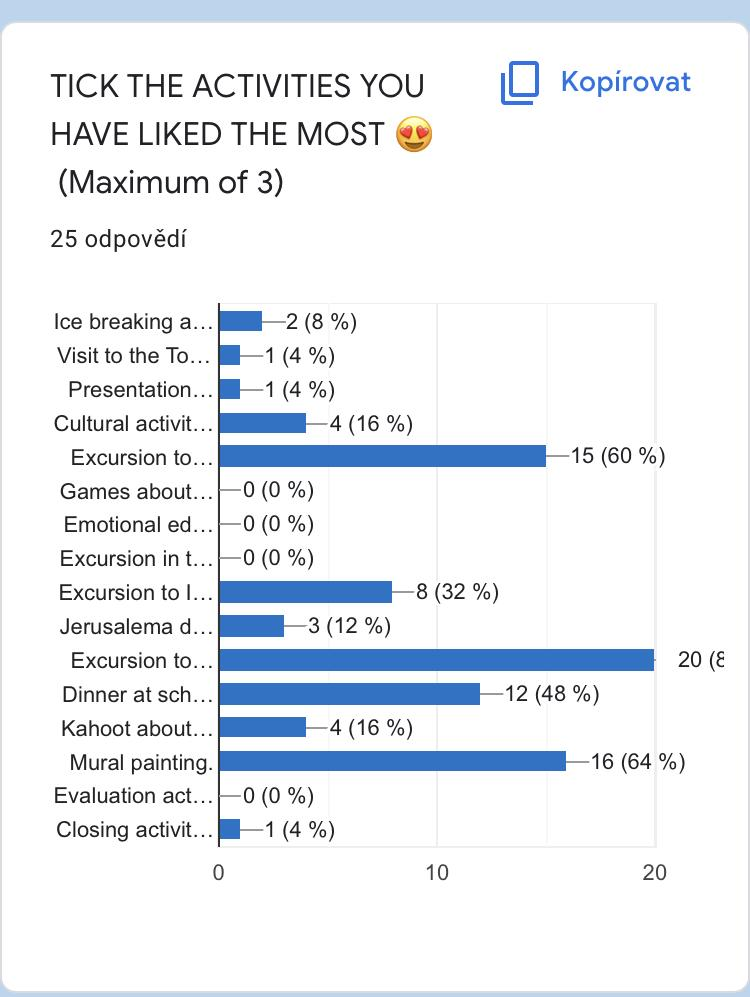 TICK THE ACTIVITIES YOU
HAVE LIKED THE MOST 😍
(Maximum of 3)
Kopírovat
25 odpovědí
Ice breaking a… 2 (8 %)
Visit to the To… 1 (4 %)
Presentation… 1 (4 %)
Cultural activit… 4 (16 %)
Excursion to… 15 (60 %)
Games about… 0 (0 %)
Emotional ed… 0 (0 %)
Excursion in t… 0 (0 %)
Excursion to I… 8 (32 %)
Jerusalema d… 3 (12 %)
Excursion to… 20 (8
Dinner at sch… 12 (48 %)
Kahoot about… 4 (16 %)
Mural painting. 16 (64 %)
Evaluation act… 0 (0 %)
Closing activit… 1 (4 %)
0 10 20